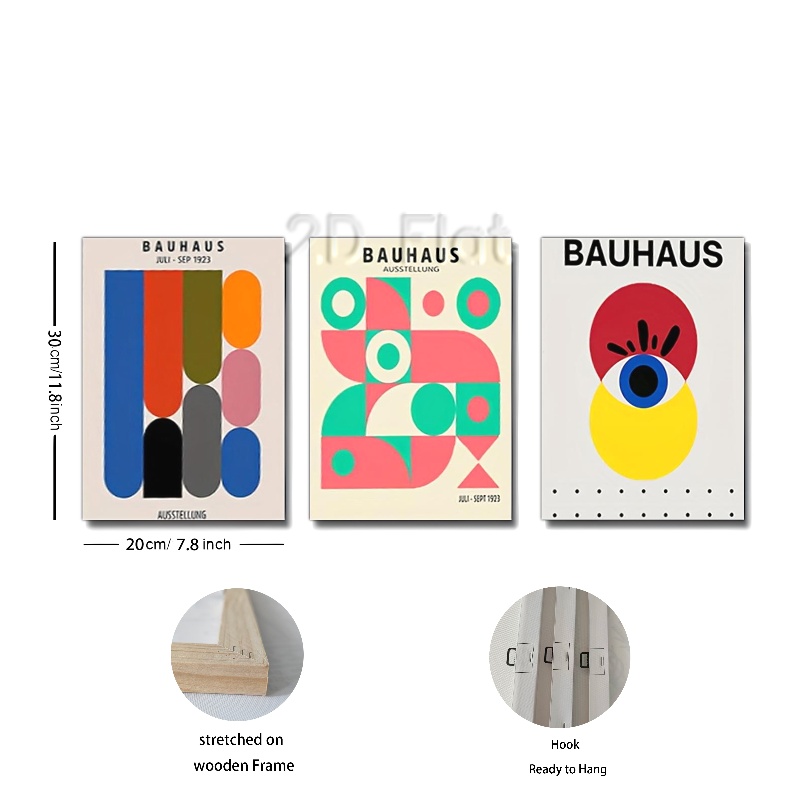 2D Flat
BAUHAUS
JULI - SEP 1923
AUSSTELLUNG
BAUHAUS
AUSSTELLUNG
JULI - SEPT 1923
BAUHAUS
30cm/11.8inch
20cm/ 7.8 inch
stretched on
wooden Frame
Hook
Ready to Hang